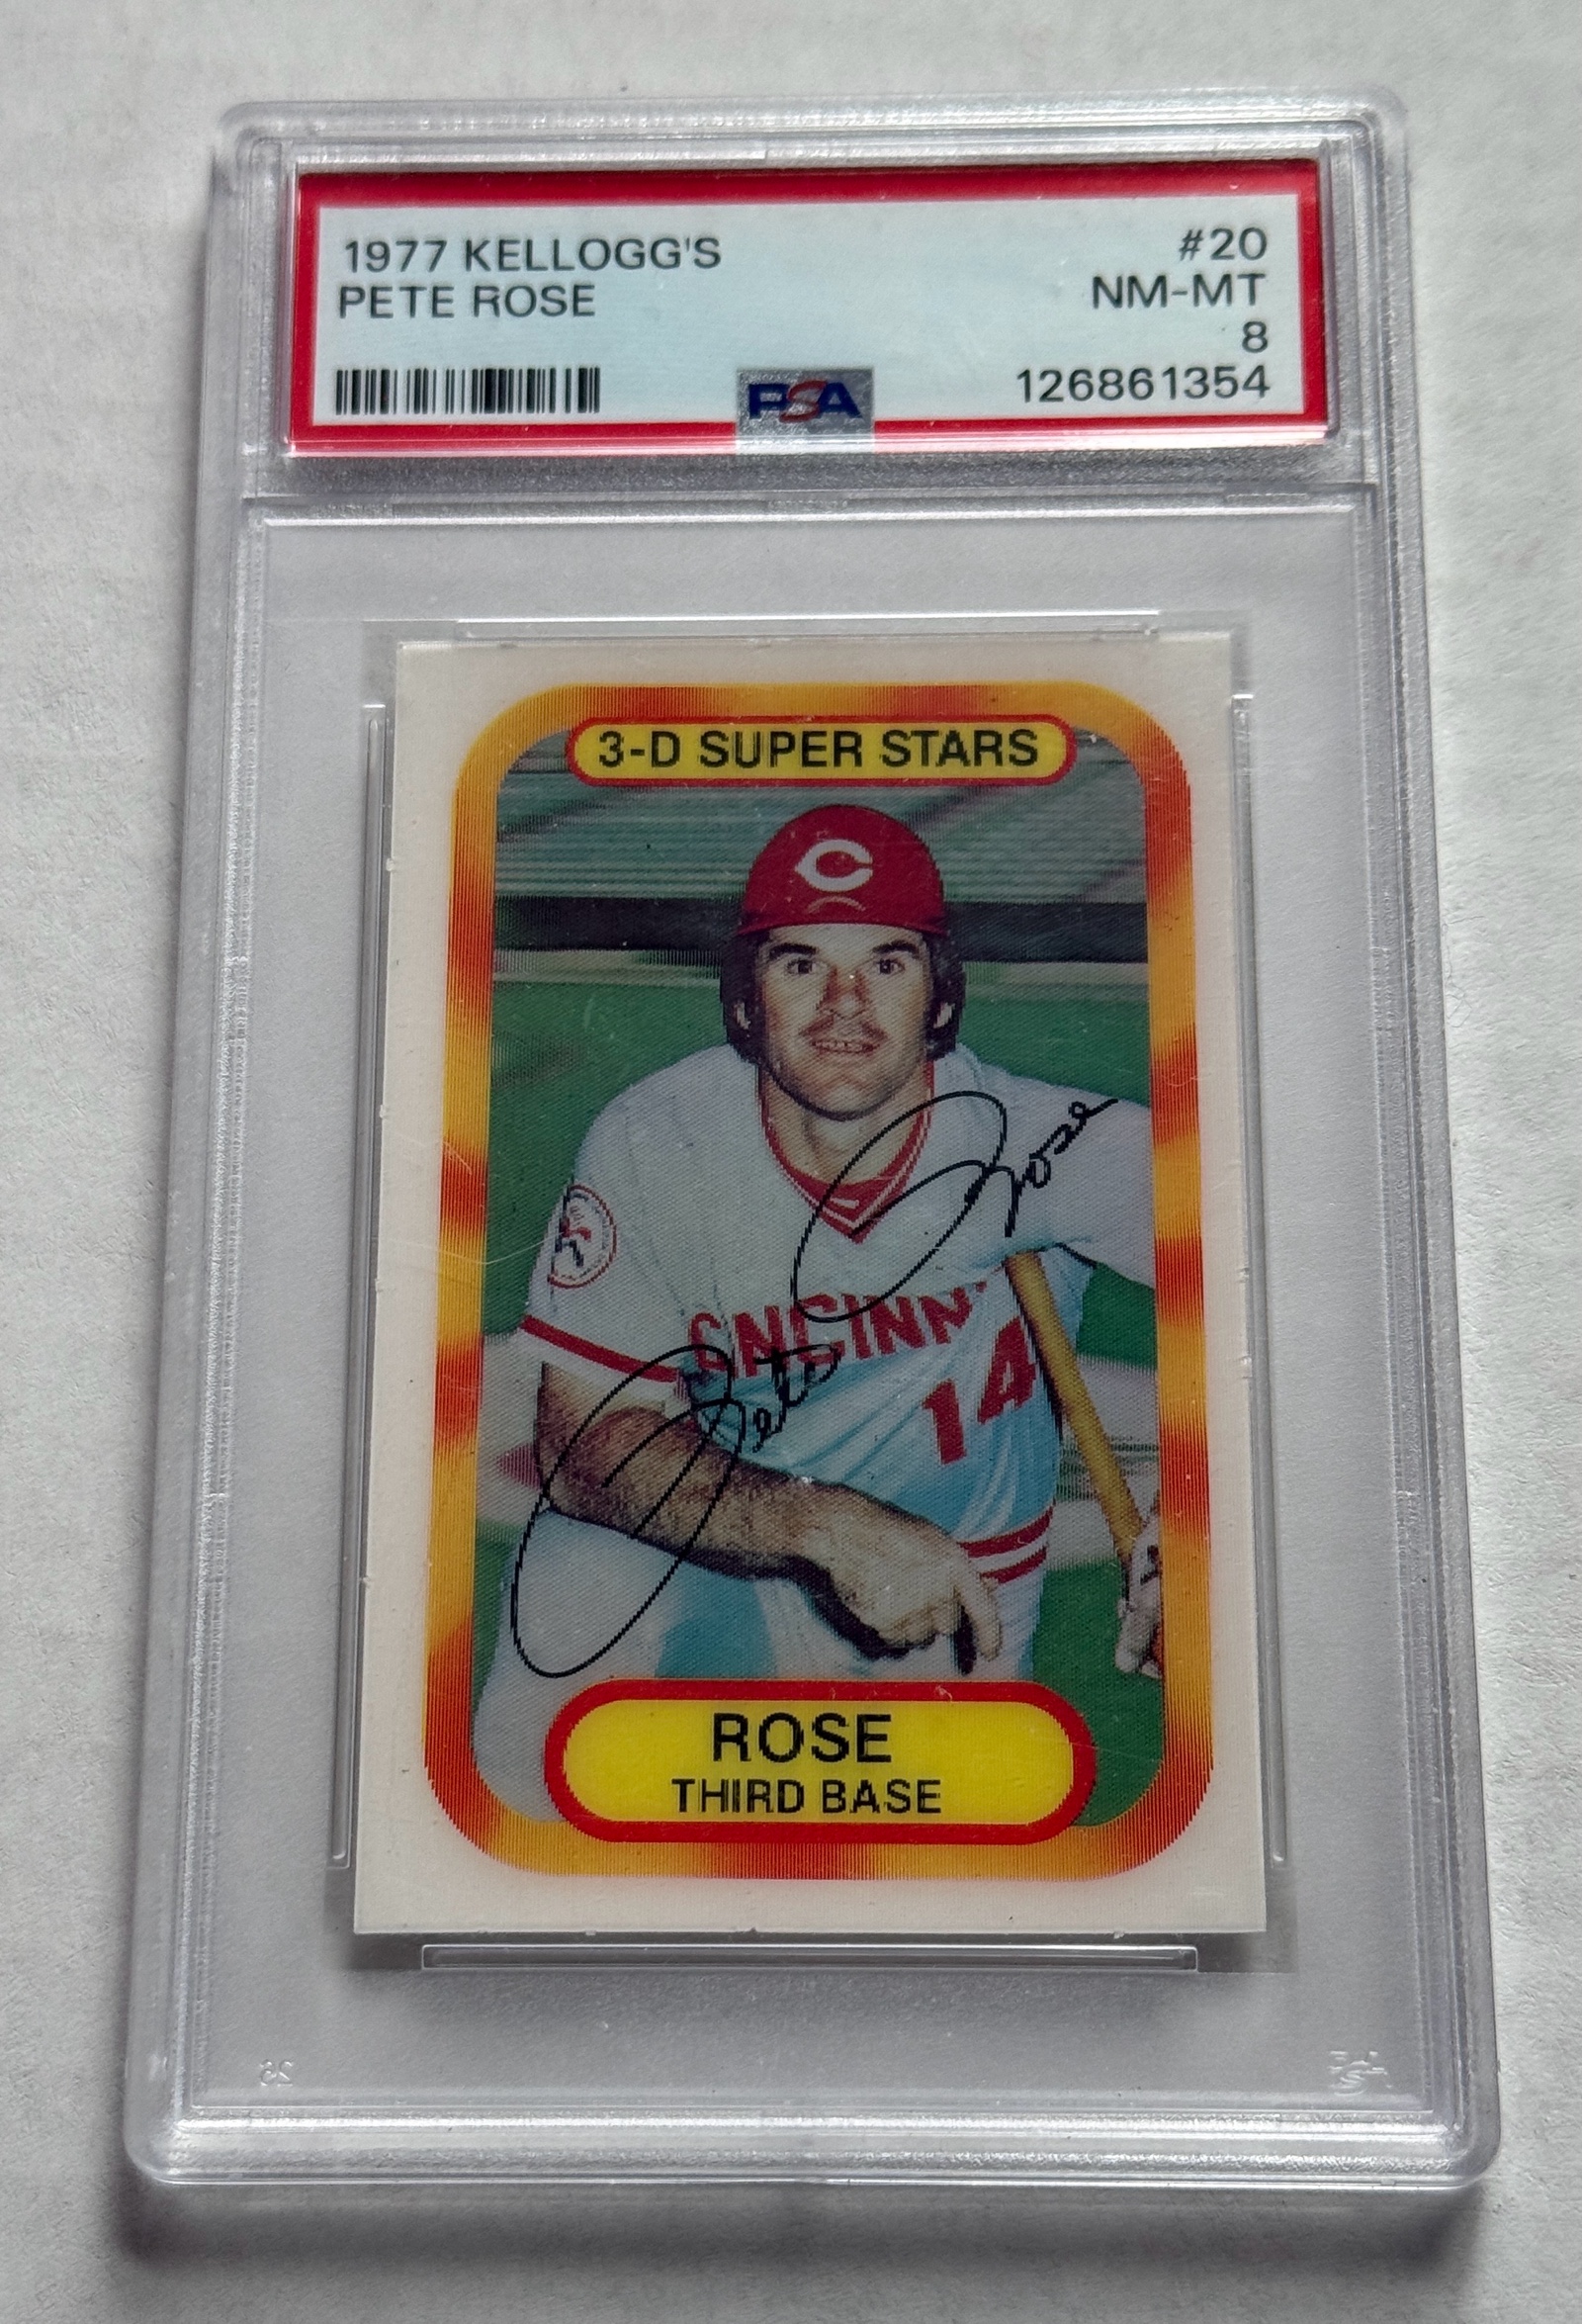 1977 KELLOGG'S #20
PETE ROSE NM-MT
8
PSA 126861354
3-D SUPER STARS
C
Pete Rose
CINCINN
14
ROSE
THIRD BASE